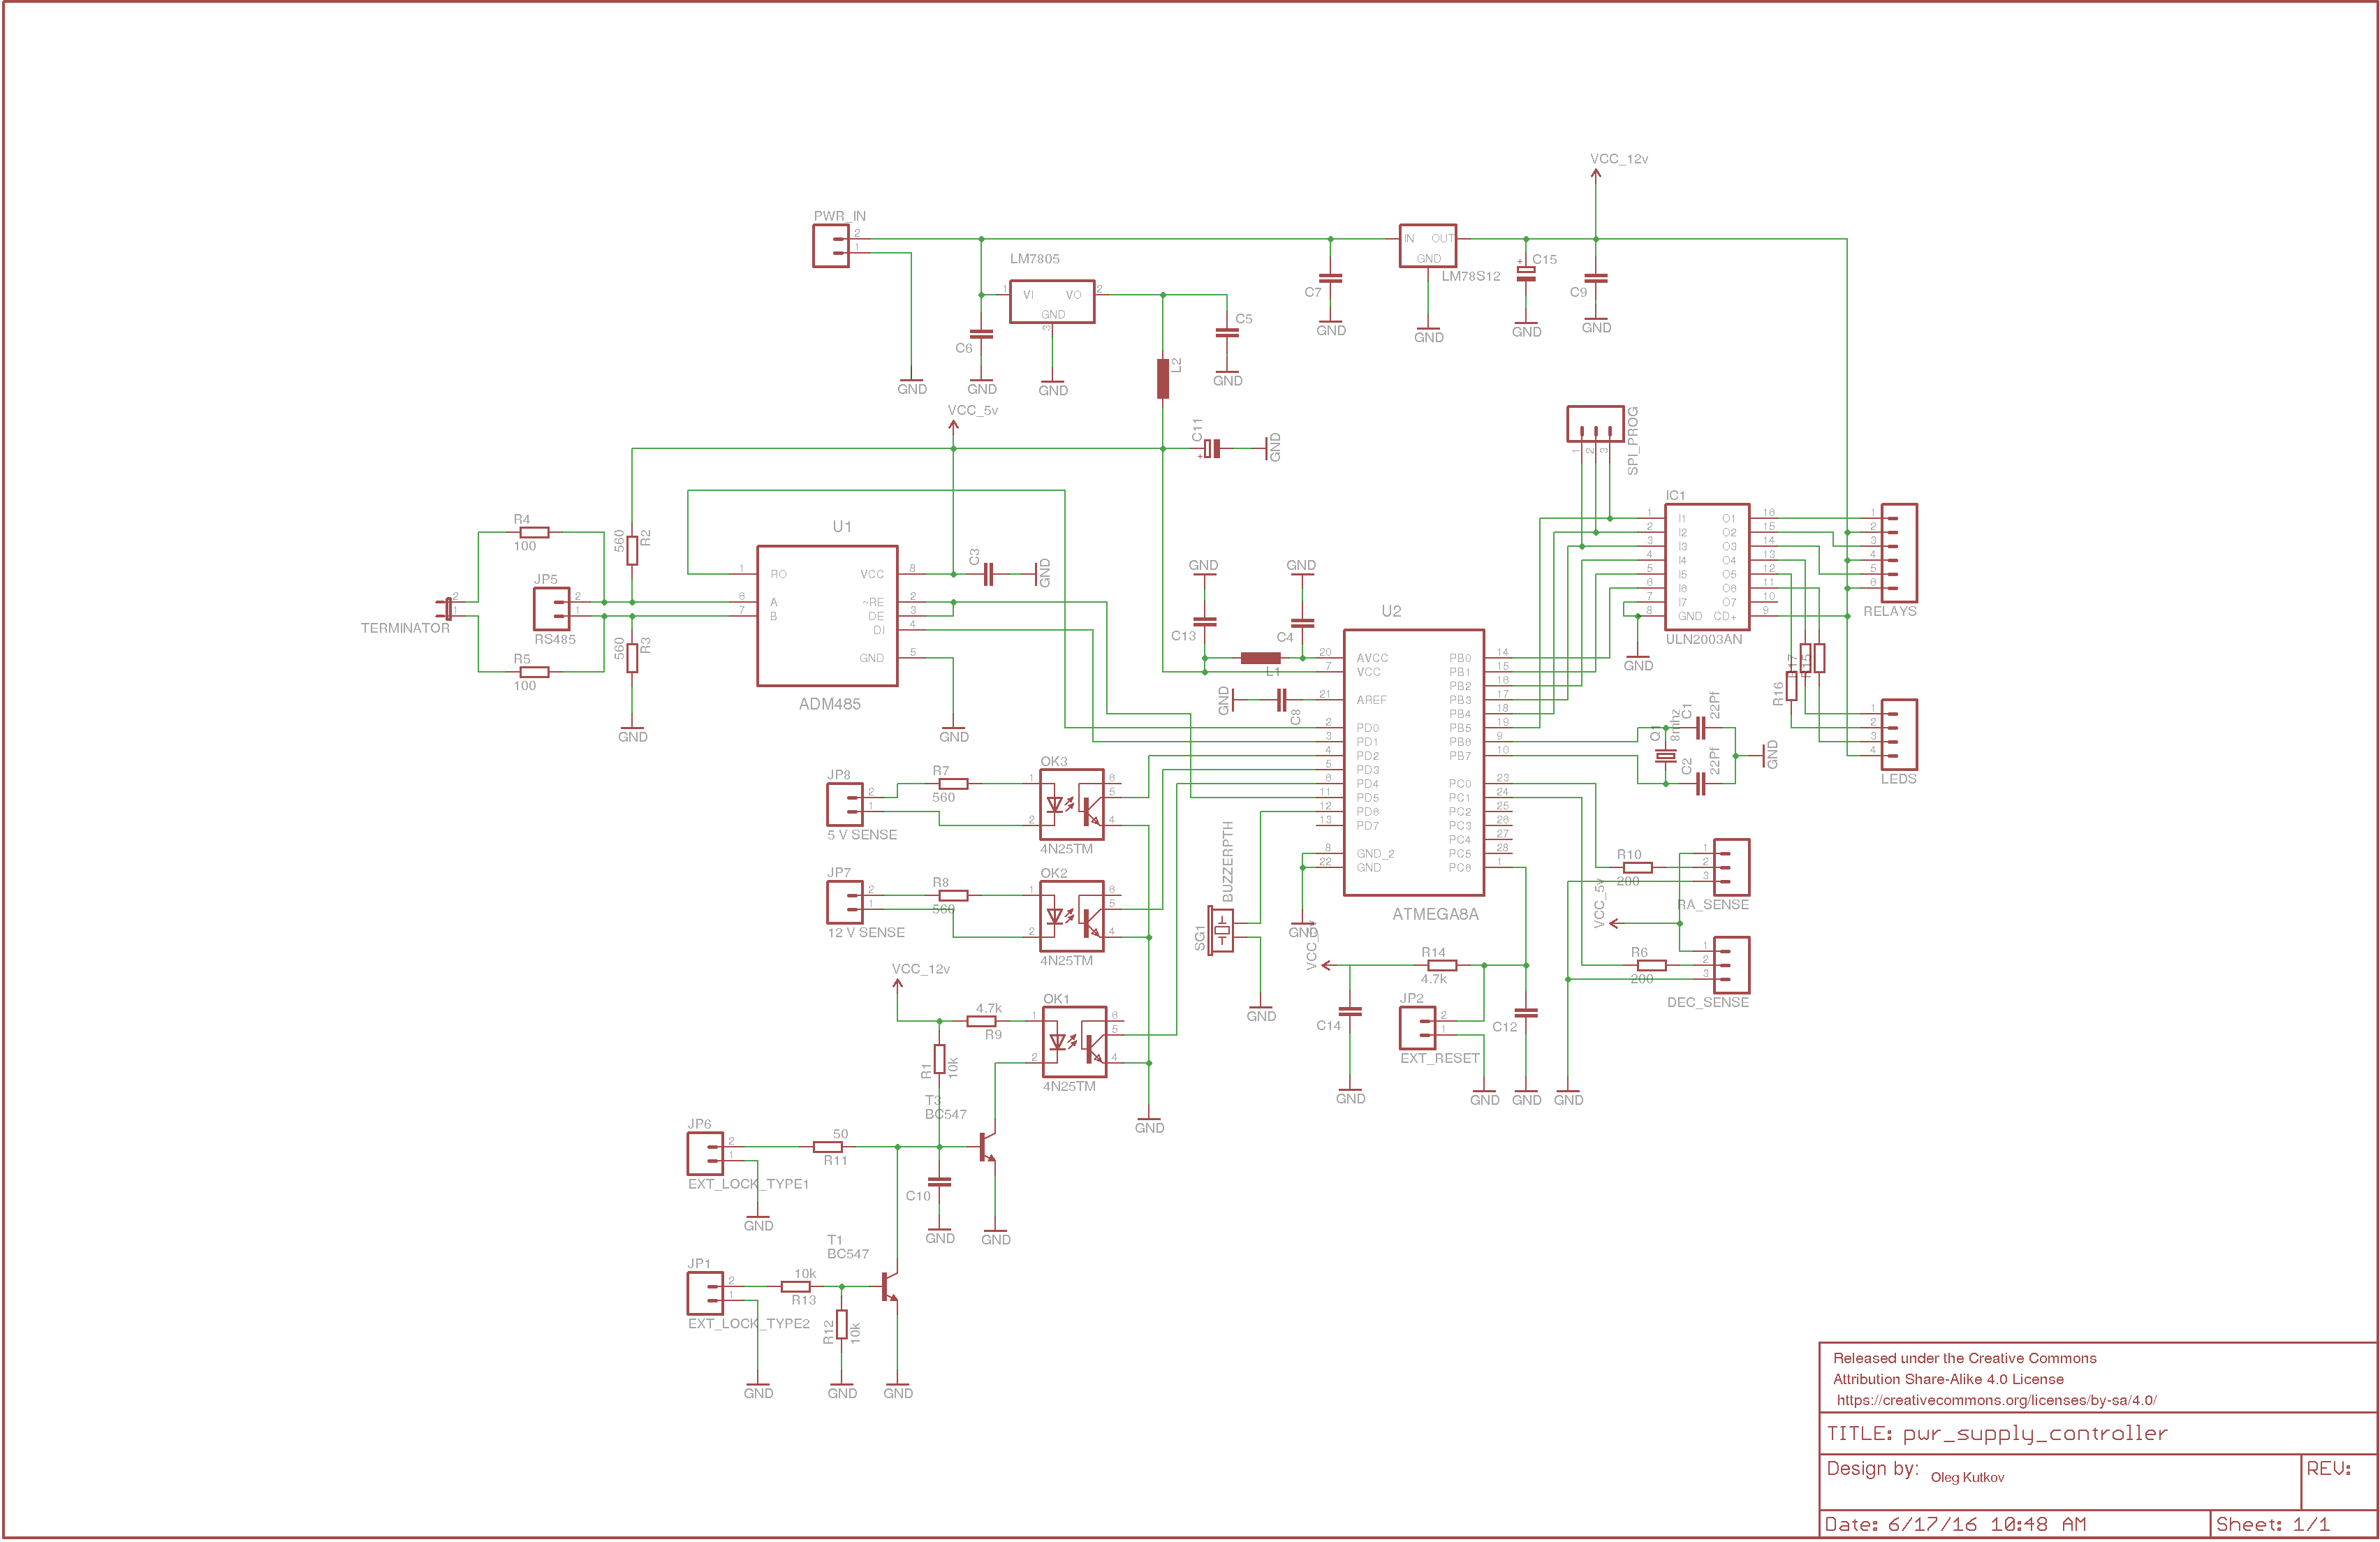 VCC_12v
PWR_IN
2
1
LM7805
1
VI
VO
2
GND
3
IN
OUT
GND
LM78S12
C15
+
C7
C9
C6
C5
L2
GND
GND
GND
GND
GND
GND
GND
GND
VCC_5v
C11
+
GND
SPI_PROG
1
2
3
R4
100
R2
560
U1
1
RO
VCC
8
6
A
~RE
2
7
B
DE
3
DI
4
GND
5
ADM485
C3
GND
JP5
2
1
RS485
2
1
TERMINATOR
R5
100
R3
560
GND
GND
IC1
1
I1
O1
16
2
I2
O2
15
3
I3
O3
14
4
I4
O4
13
5
I5
O5
12
6
I6
O6
11
7
I7
O7
10
8
GND
CD+
9
ULN2003AN
GND
1
2
3
4
5
6
RELAYS
R17
R15
R16
1
2
3
4
LEDS
GND
GND
C13
C4
L1
GND
C8
U2
20
AVCC
7
VCC
21
AREF
2
PD0
3
PD1
4
PD2
5
PD3
6
PD4
11
PD5
12
PD6
13
PD7
8
GND_2
22
GND
PB0
14
PB1
15
PB2
16
PB3
17
PB4
18
PB5
19
PB6
9
PB7
10
PC0
23
PC1
24
PC2
25
PC3
26
PC4
27
PC5
28
PC6
1
ATMEGA8A
Q1
8mhz
C1
22Pf
C2
22Pf
GND
JP8
2
1
5 V SENSE
R7
560
OK3
1
2
6
5
4
4N25TM
JP7
2
1
12 V SENSE
R8
560
OK2
1
2
6
5
4
4N25TM
BUZZERPTH
SG1
GND
GND
R10
200
1
2
3
RA_SENSE
VCC_5v
R6
200
1
2
3
DEC_SENSE
R14
4.7k
JP2
2
1
EXT_RESET
C14
C12
GND
GND
GND
GND
VCC_12v
4.7k
R9
R1
10k
OK1
1
2
6
5
4
4N25TM
GND
T3
BC547
JP6
2
1
EXT_LOCK_TYPE1
50
R11
C10
GND
GND
GND
T1
BC547
JP1
2
1
EXT_LOCK_TYPE2
10k
R13
R12
10k
GND
GND
GND
Released under the Creative Commons
Attribution Share-Alike 4.0 License
https://creativecommons.org/licenses/by-sa/4.0/
TITLE: pwr_supply_controller
Design by: Oleg Kutkov
REV:
Date: 6/17/16 10:48 AM
Sheet: 1/1